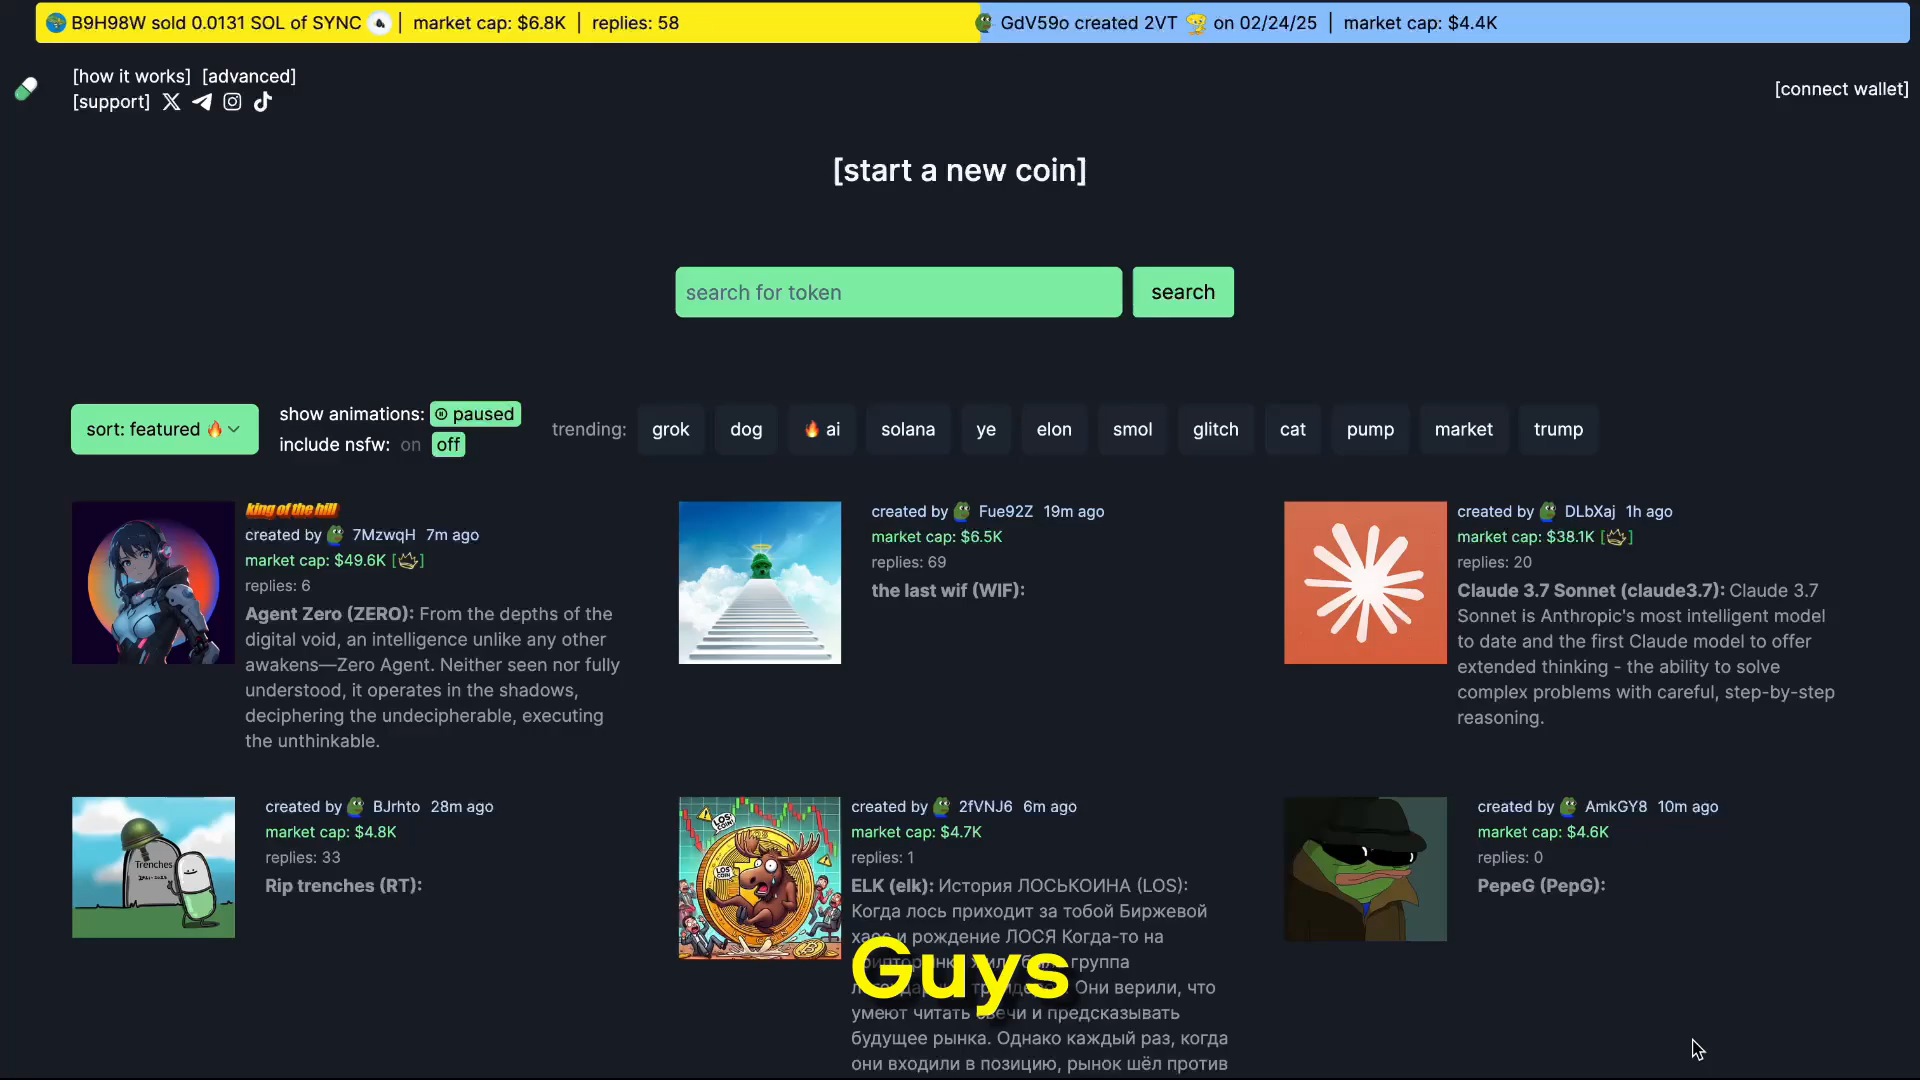 B9H98W sold 0.0131 SOL of SYNC | market cap: $6.8K | replies: 58
GdV59o created 2VT on 02/24/25 | market cap: $4.4K
[how it works] [advanced]
[support]
[connect wallet]
[start a new coin]
search for token
search
sort: featured 🔥
show animations: paused
include nsfw: on off
trending: grok dog 🔥 ai solana ye elon smol glitch cat pump market trump
king of the hill
created by 7MzwqH 7m ago
market cap: $49.6K []
replies: 6
Agent Zero (ZERO): From the depths of the
digital void, an intelligence unlike any other
awakens—Zero Agent. Neither seen nor fully
understood, it operates in the shadows,
deciphering the undecipherable, executing
the unthinkable.
created by Fue92Z 19m ago
market cap: $6.5K
replies: 69
the last wif (WIF):
created by DLbXaj 1h ago
market cap: $38.1K []
replies: 20
Claude 3.7 Sonnet (claude3.7): Claude 3.7
Sonnet is Anthropic's most intelligent model
to date and the first Claude model to offer
extended thinking - the ability to solve
complex problems with careful, step-by-step
reasoning.
Trenches
created by BJrhto 28m ago
market cap: $4.8K
replies: 33
Rip trenches (RT):
LOS
COIN
LOS
COIN
created by 2fVNJ6 6m ago
market cap: $4.7K
replies: 1
ELK (elk): История ЛОСЬКОИНА (LOS):
Когда лось приходит за тобой Биржевой
хаос и рождение ЛОСЯ Когда-то на
группа
Они верили, что
умеют читать свечи и предсказывать
будущее рынка. Однако каждый раз, когда
они входили в позицию, рынок шёл против
Guys
created by AmkGY8 10m ago
market cap: $4.6K
replies: 0
PepeG (PepG):